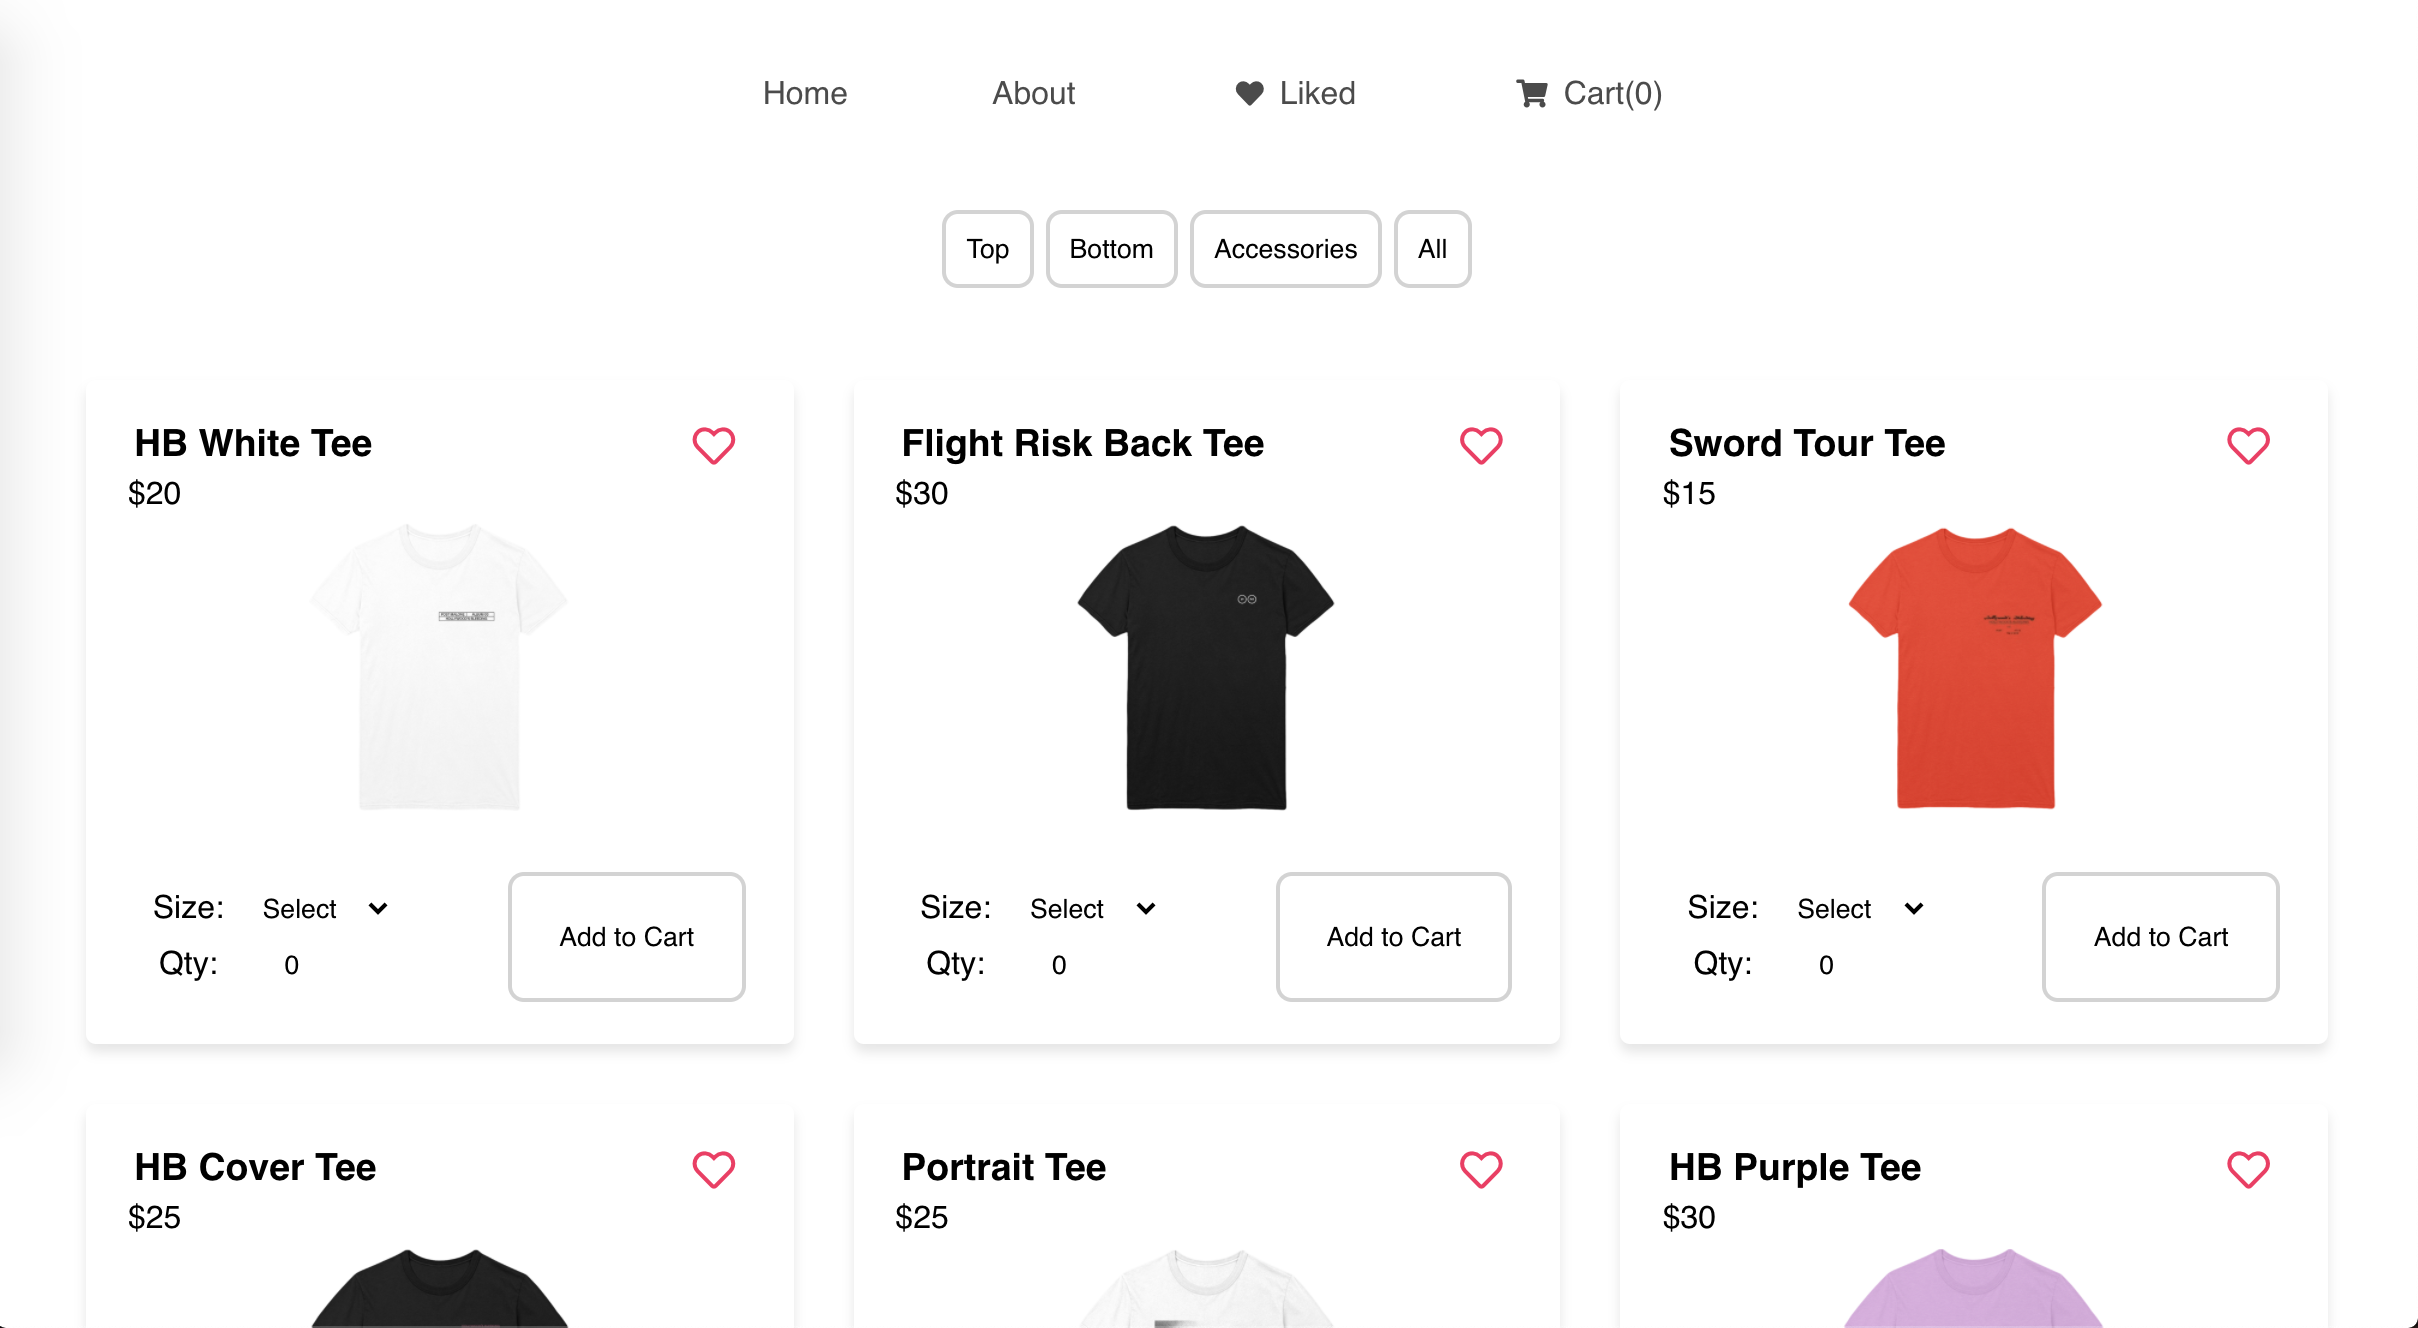 Home About Liked Cart(0)
Top Bottom Accessories All
HB White Tee
$20
Size: Select
Qty: 0
Add to Cart
Flight Risk Back Tee
$30
Size: Select
Qty: 0
Add to Cart
Sword Tour Tee
$15
Size: Select
Qty: 0
Add to Cart
HB Cover Tee
$25
Portrait Tee
$25
HB Purple Tee
$30